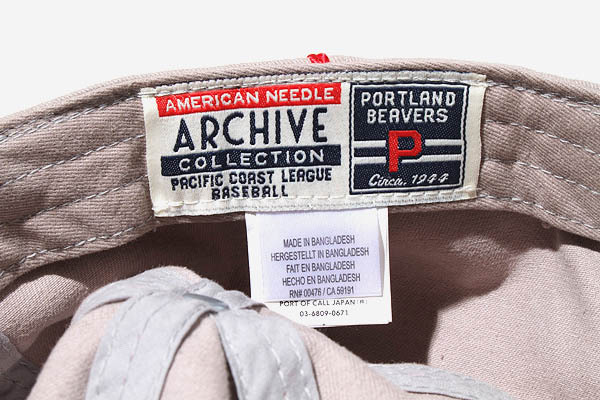 AMERICAN NEEDLE
ARCHIVE
COLLECTION
PACIFIC COAST LEAGUE
BASEBALL
PORTLAND
BEAVERS
P
Circa. 1944
MADE IN BANGLADESH
HERGESTELLT IN BANGLADESH
FAIT EN BANGLADESH
HECHO EN BANGLADESH
RN# 00476 / CA 59191
PORT OF CALL JAPAN (株)
03-6809-0671